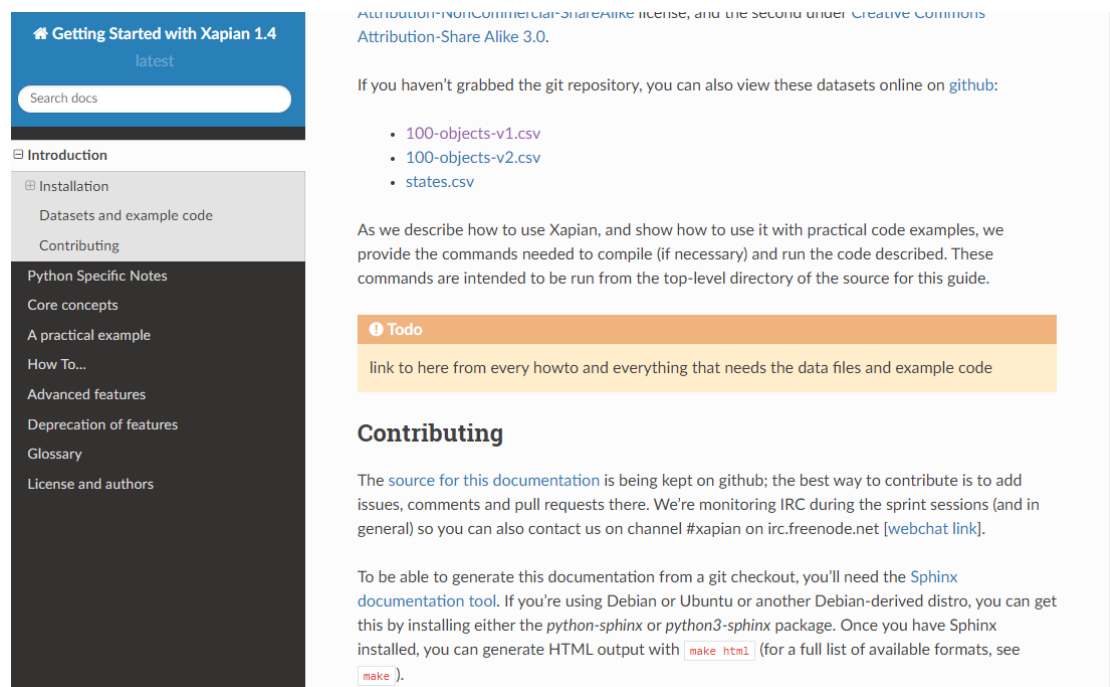 Getting Started with Xapian 1.4
latest
Search docs
Introduction
Installation
Datasets and example code
Contributing
Python Specific Notes
Core concepts
A practical example
How To...
Advanced features
Deprecation of features
Glossary
License and authors
Attribution-NonCommercial-ShareAlike license, and the second under Creative Commons
Attribution-Share Alike 3.0.
If you haven’t grabbed the git repository, you can also view these datasets online on github:
• 100-objects-v1.csv
• 100-objects-v2.csv
• states.csv
As we describe how to use Xapian, and show how to use it with practical code examples, we
provide the commands needed to compile (if necessary) and run the code described. These
commands are intended to be run from the top-level directory of the source for this guide.
Todo
link to here from every howto and everything that needs the data files and example code
Contributing
The source for this documentation is being kept on github; the best way to contribute is to add
issues, comments and pull requests there. We’re monitoring IRC during the sprint sessions (and in
general) so you can also contact us on channel #xapian on irc.freenode.net [webchat link].
To be able to generate this documentation from a git checkout, you’ll need the Sphinx
documentation tool. If you’re using Debian or Ubuntu or another Debian-derived distro, you can get
this by installing either the python-sphinx or python3-sphinx package. Once you have Sphinx
installed, you can generate HTML output with make html (for a full list of available formats, see
make ).